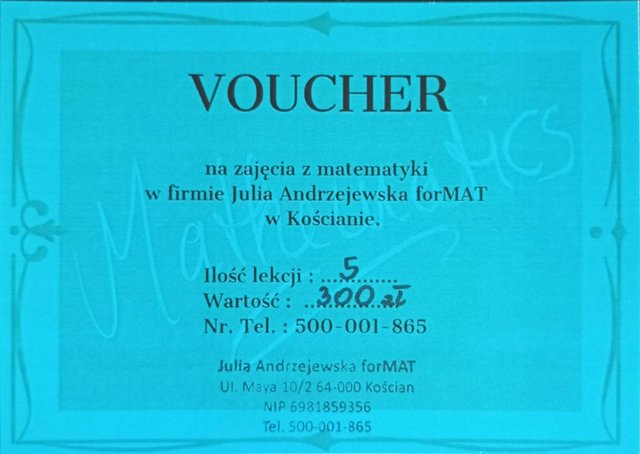 VOUCHER
na zajęcia z matematyki
w firmie Julia Andrzejewska forMAT
w Kościanie.
Mathematics
Ilość lekcji : ...5............
Wartość : ..300 zł
Nr. Tel. : 500-001-865
Julia Andrzejewska forMAT
Ul. Maya 10/2 64-000 Kościan
NIP 6981859356
Tel. 500-001-865